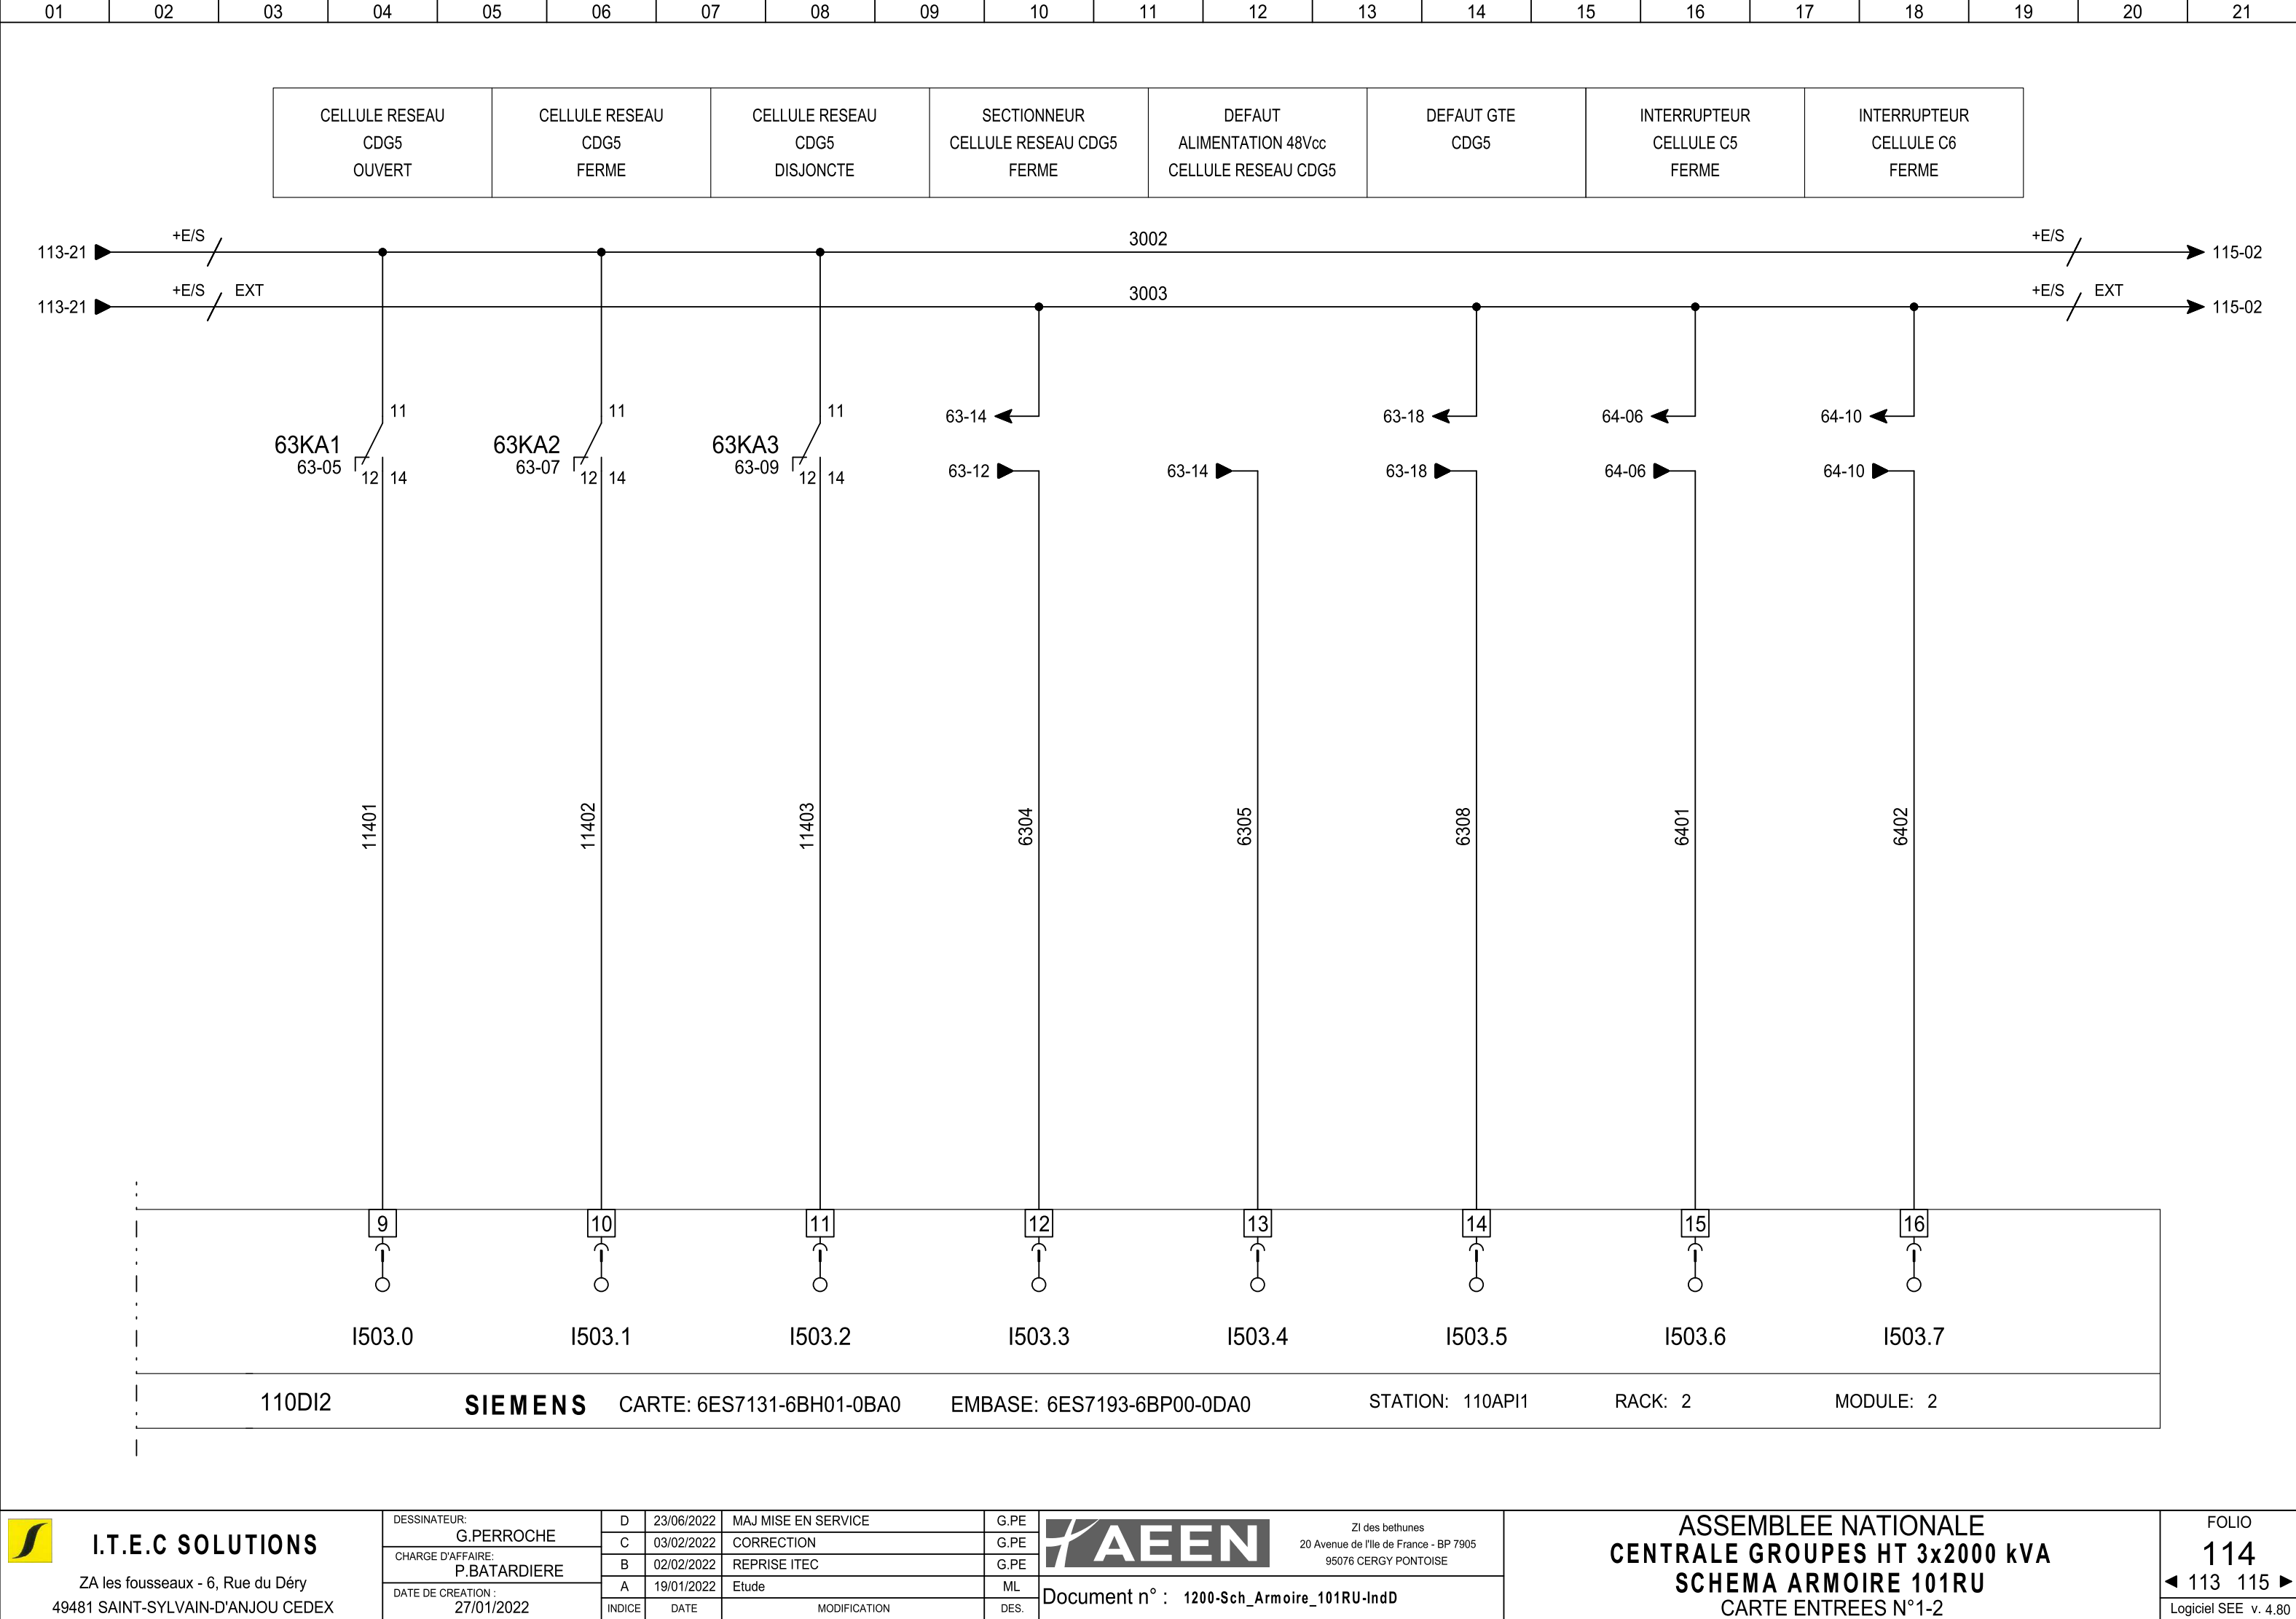 01 02 03 04 05 06 07 08 09 10 11 12 13 14 15 16 17 18 19 20 21
CELLULE RESEAU
CDG5
OUVERT
CELLULE RESEAU
CDG5
FERME
CELLULE RESEAU
CDG5
DISJONCTE
SECTIONNEUR
CELLULE RESEAU CDG5
FERME
DEFAUT
ALIMENTATION 48Vcc
CELLULE RESEAU CDG5
DEFAUT GTE
CDG5
INTERRUPTEUR
CELLULE C5
FERME
INTERRUPTEUR
CELLULE C6
FERME
113-21 +E/S 3002 +E/S 115-02
113-21 +E/S EXT 3003 +E/S EXT 115-02
11 11 11 63-14 63-18 64-06 64-10
63KA1 63KA2 63KA3
63-05 63-07 63-09 63-12 63-14 63-18 64-06 64-10
12 14 12 14 12 14
11401 11402 11403 6304 6305 6308 6401 6402
9 10 11 12 13 14 15 16
I503.0 I503.1 I503.2 I503.3 I503.4 I503.5 I503.6 I503.7
110DI2 SIEMENS CARTE: 6ES7131-6BH01-0BA0 EMBASE: 6ES7193-6BP00-0DA0 STATION: 110API1 RACK: 2 MODULE: 2
I.T.E.C SOLUTIONS
ZA les fousseaux - 6, Rue du Déry
49481 SAINT-SYLVAIN-D'ANJOU CEDEX
DESSINATEUR:
G.PERROCHE
CHARGE D'AFFAIRE:
P.BATARDIERE
DATE DE CREATION :
27/01/2022
D 23/06/2022 MAJ MISE EN SERVICE G.PE
C 03/02/2022 CORRECTION G.PE
B 02/02/2022 REPRISE ITEC G.PE
A 19/01/2022 Etude ML
INDICE DATE MODIFICATION DES.
AEEN
ZI des bethunes
20 Avenue de l'Ile de France - BP 7905
95076 CERGY PONTOISE
Document n° : 1200-Sch_Armoire_101RU-IndD
ASSEMBLEE NATIONALE
CENTRALE GROUPES HT 3x2000 kVA
SCHEMA ARMOIRE 101RU
CARTE ENTREES N°1-2
FOLIO
114
113 115
Logiciel SEE v. 4.80